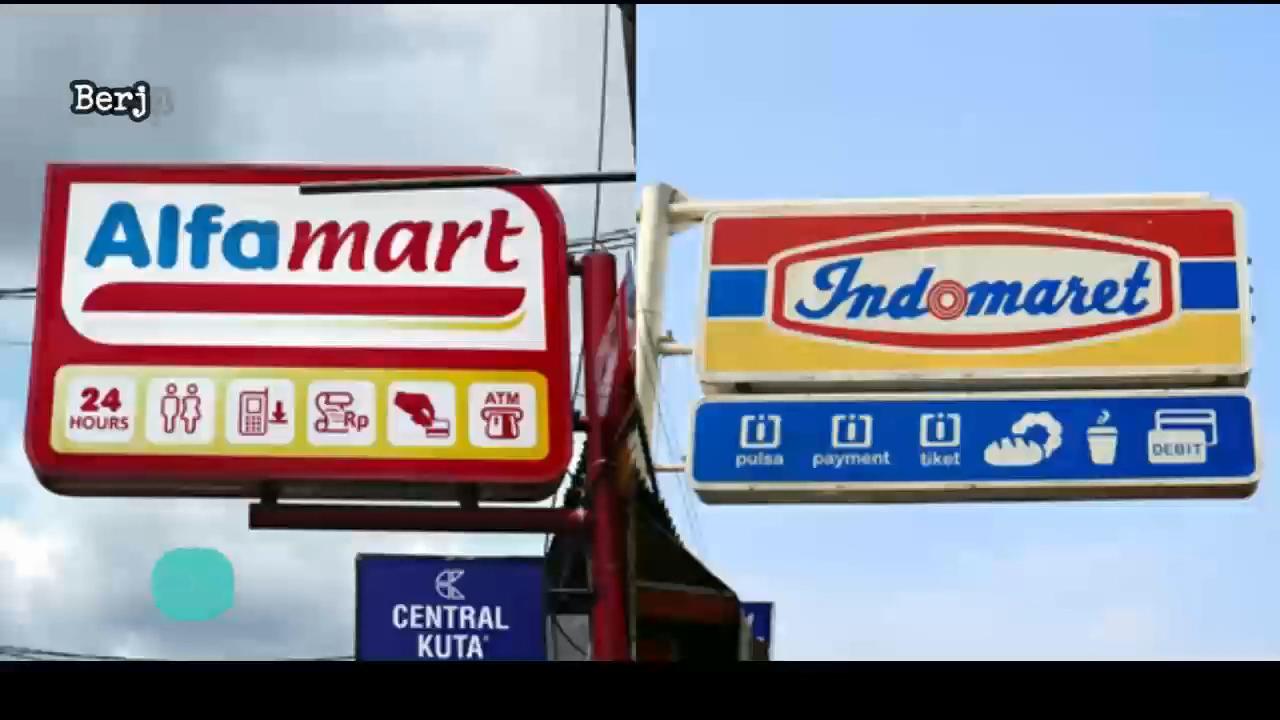 Berj
Alfamart
24
HOURS
Rp
ATM
CENTRAL
KUTA
Indomaret
pulsa
payment
tiket
DEBIT